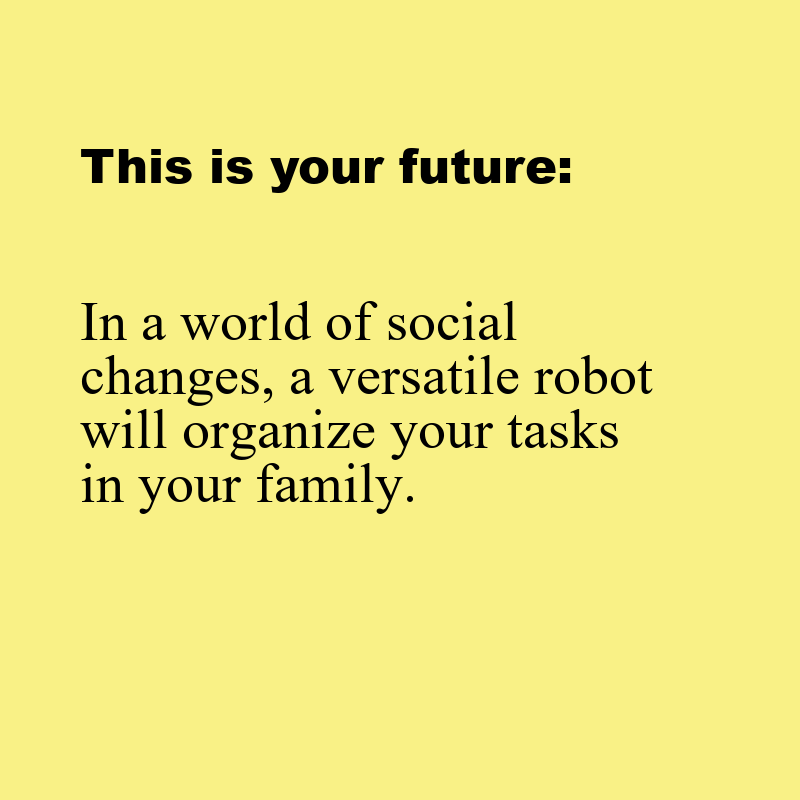 This is your future:
In a world of social
changes, a versatile robot
will organize your tasks
in your family.